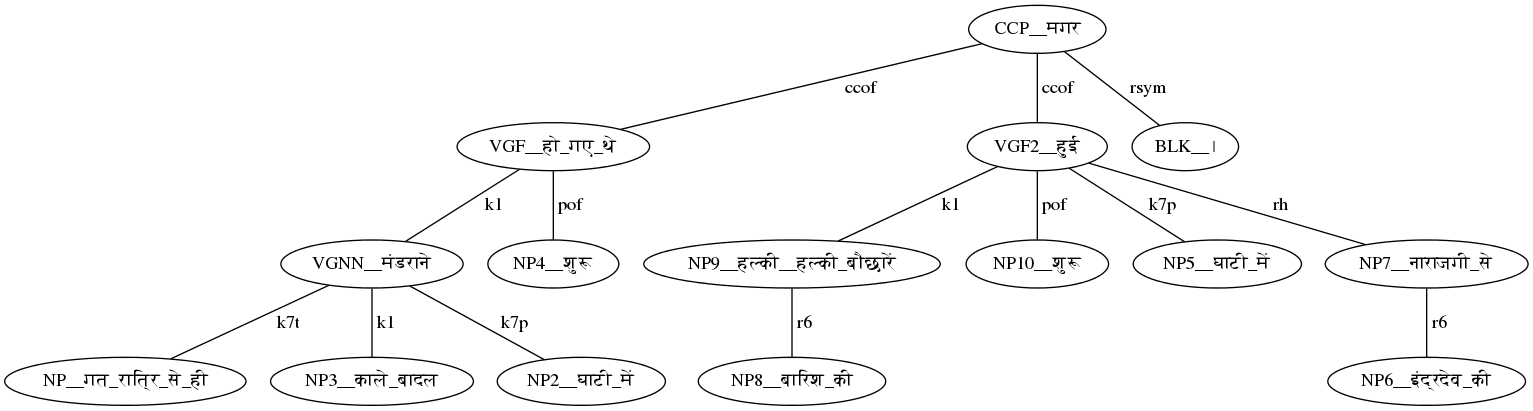 CCP__मगर
ccof ccof rsym
VGF__हो_गए_थे VGF2__हुई BLK__।
k1 pof k1 pof k7p rh
VGNN__मंडराने NP4__शुरू NP9__हल्की__हल्की_बौछारें NP10__शुरू NP5__घाटी_में NP7__नाराजगी_से
k7t k1 k7p r6 r6
NP__गत_रात्रि_से_ही NP3__काले_बादल NP2__घाटी_में NP8__बारिश_की NP6__इंद्रदेव_की